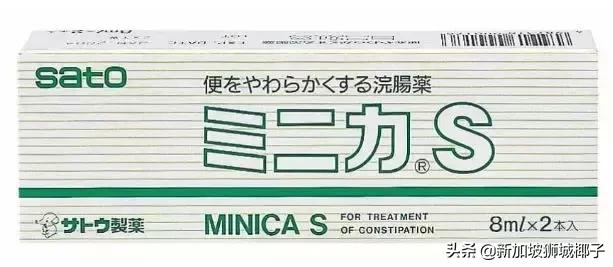 sato
便をやわらかくする浣腸薬
ミニカ® S
サトウ製薬
MINICA S
FOR TREATMENT
OF CONSTIPATION
8ml×2本入
头条 @新加坡狮城椰子